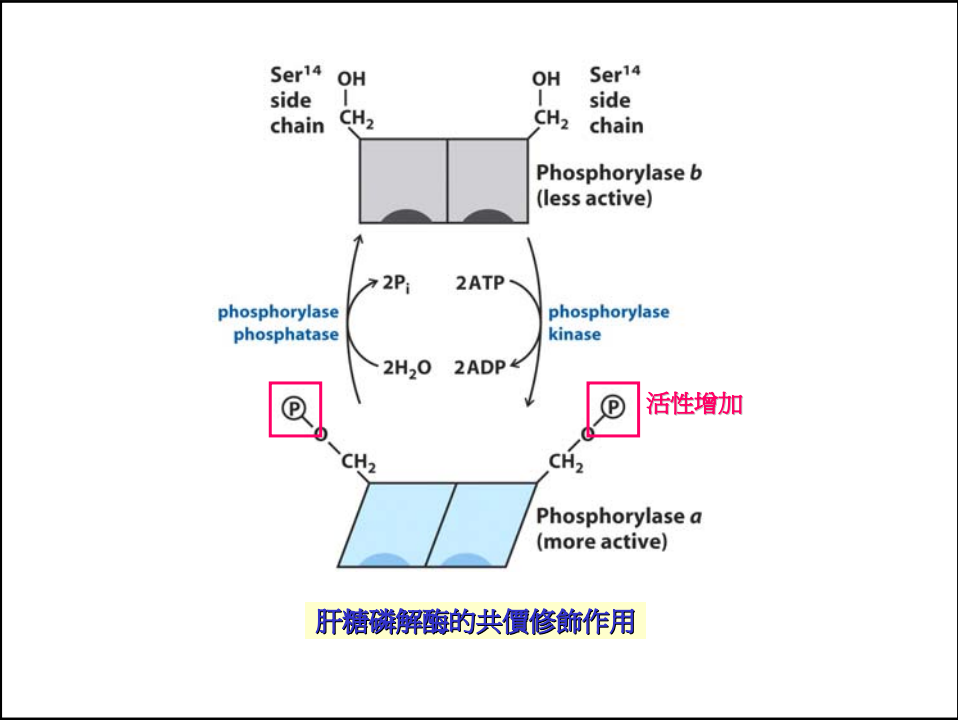 Ser¹⁴
side
chain
OH
CH₂
OH
CH₂
Ser¹⁴
side
chain
Phosphorylase b
(less active)
2Pᵢ
2ATP
phosphorylase
phosphatase
phosphorylase
kinase
2H₂O
2ADP
P
O
CH₂
P
O
CH₂
活性增加
Phosphorylase a
(more active)
肝糖磷解酶的共價修飾作用